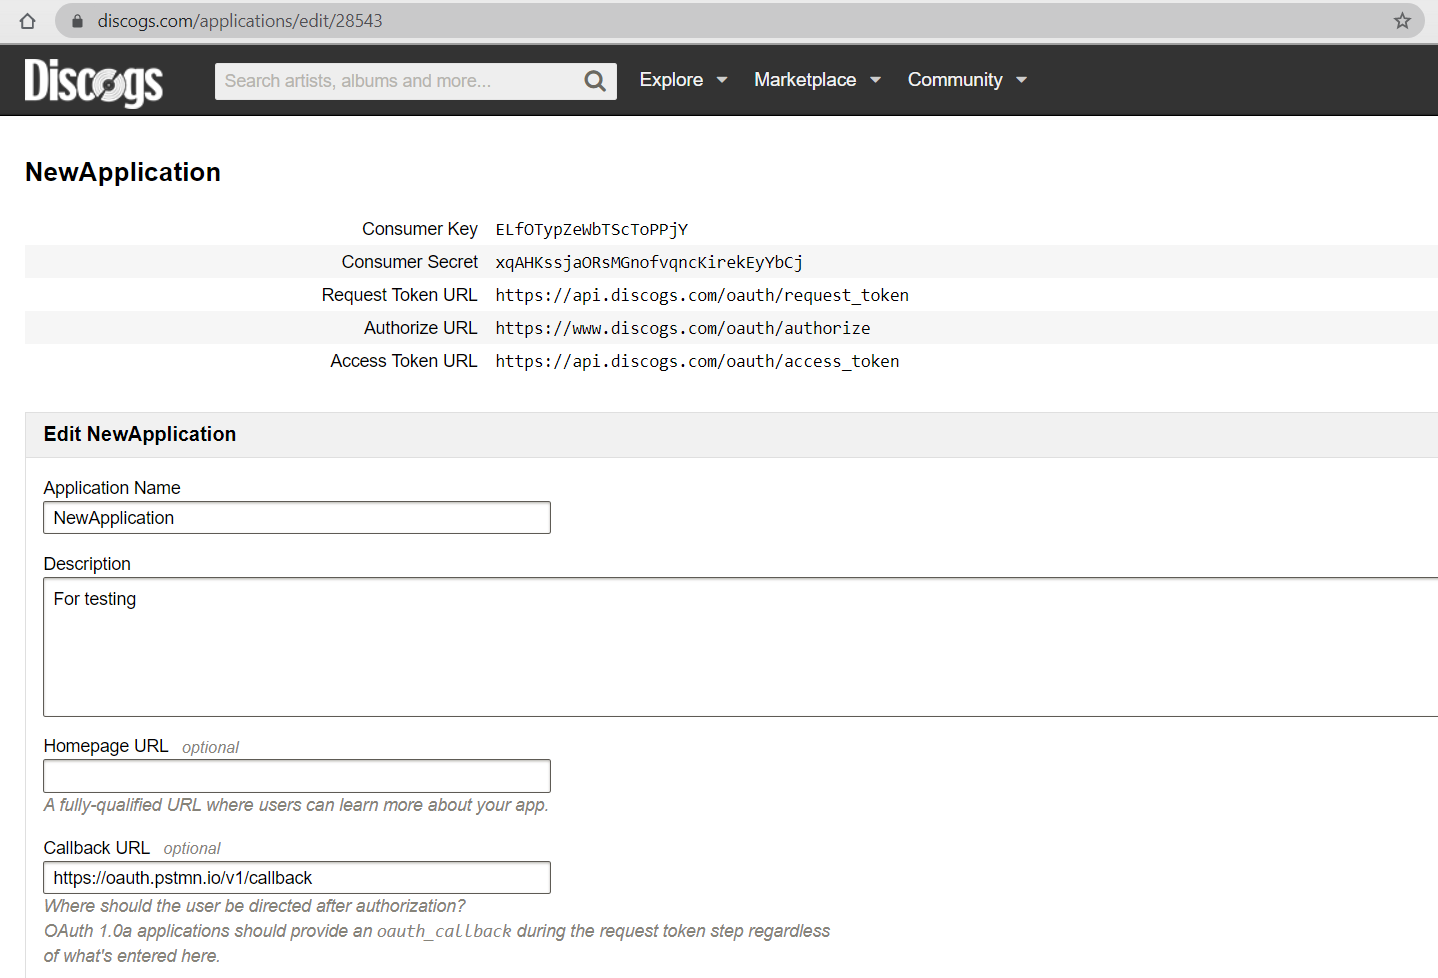 discogs.com/applications/edit/28543
Discogs Search artists, albums and more... Explore Marketplace Community
NewApplication
Consumer Key ELfOTypZeWbTScToPPjY
Consumer Secret xqAHKssjaORsMGnofvqncKirekEyYbCj
Request Token URL https://api.discogs.com/oauth/request_token
Authorize URL https://www.discogs.com/oauth/authorize
Access Token URL https://api.discogs.com/oauth/access_token
Edit NewApplication
Application Name
NewApplication
Description
For testing
Homepage URL optional
A fully-qualified URL where users can learn more about your app.
Callback URL optional
https://oauth.pstmn.io/v1/callback
Where should the user be directed after authorization?
OAuth 1.0a applications should provide an oauth_callback during the request token step regardless
of what's entered here.